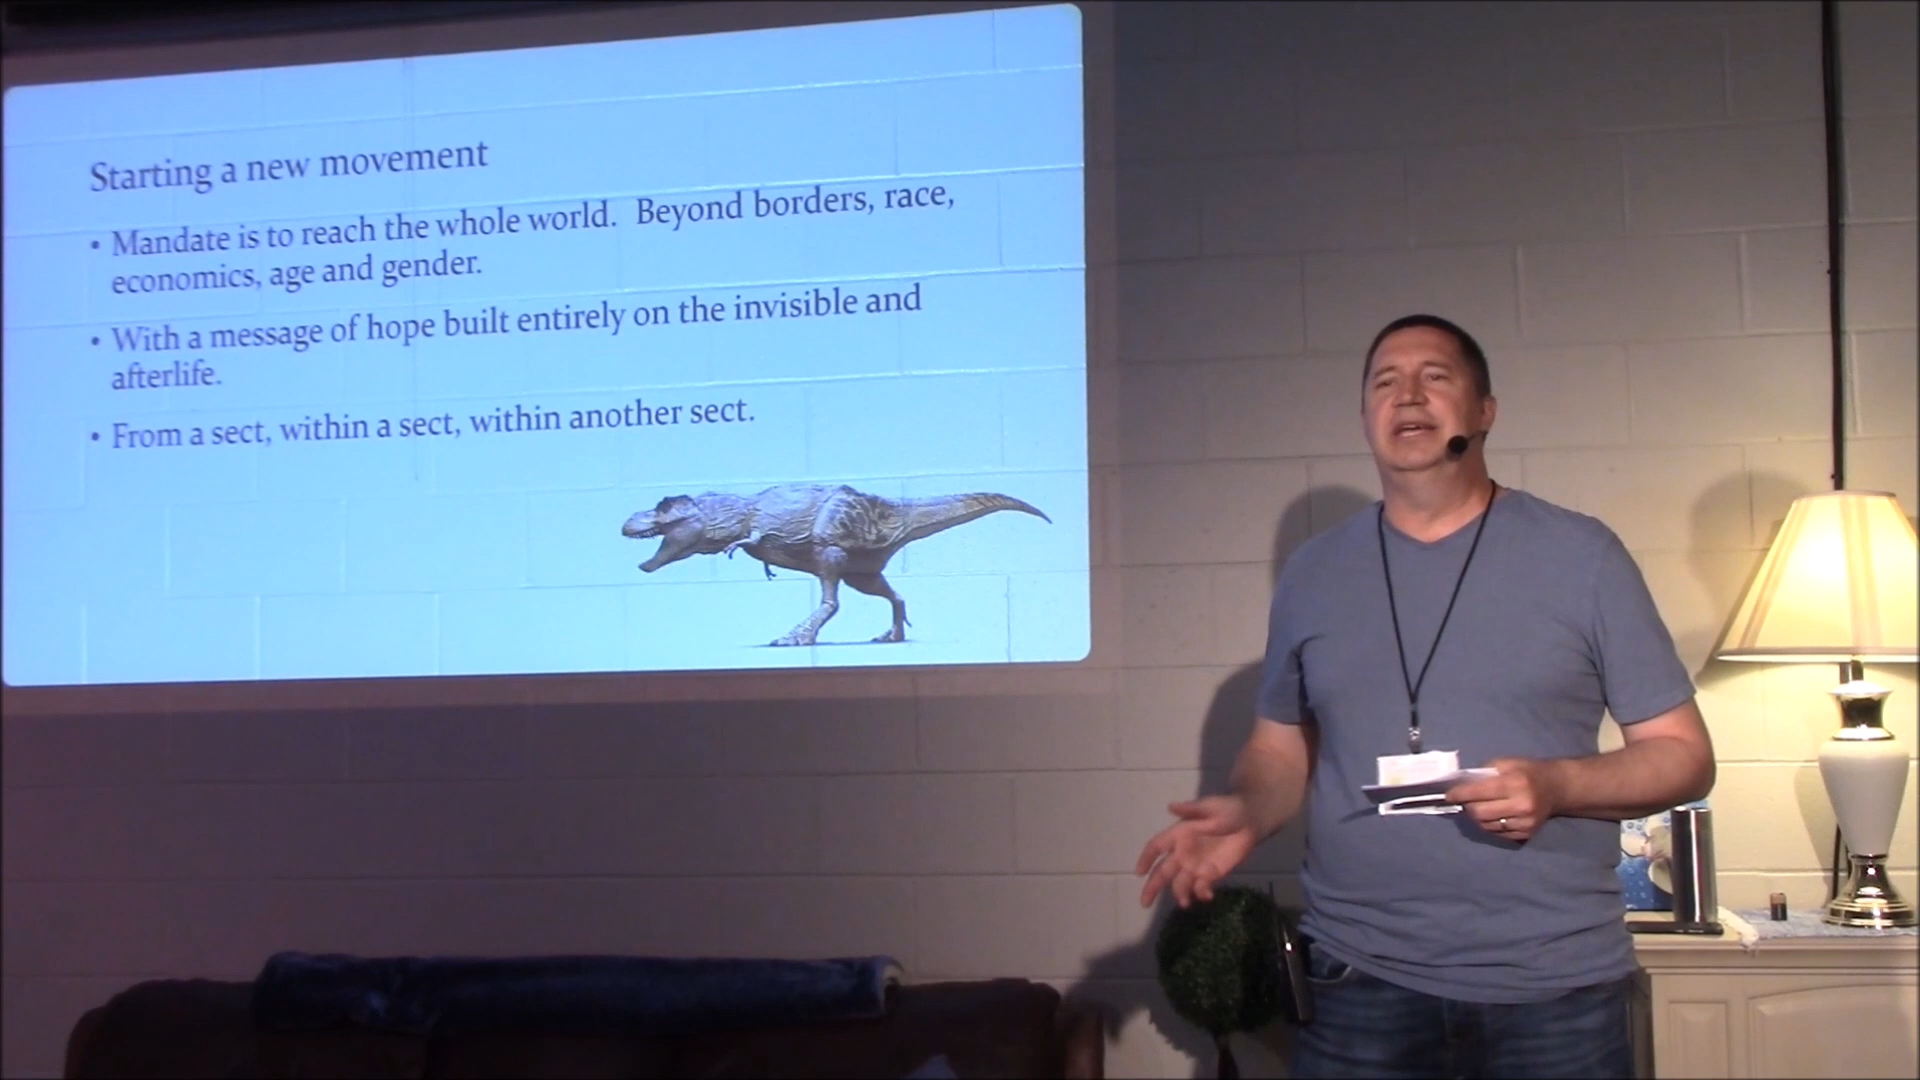 Starting a new movement
• Mandate is to reach the whole world. Beyond borders, race,
economics, age and gender.
• With a message of hope built entirely on the invisible and
afterlife.
• From a sect, within a sect, within another sect.